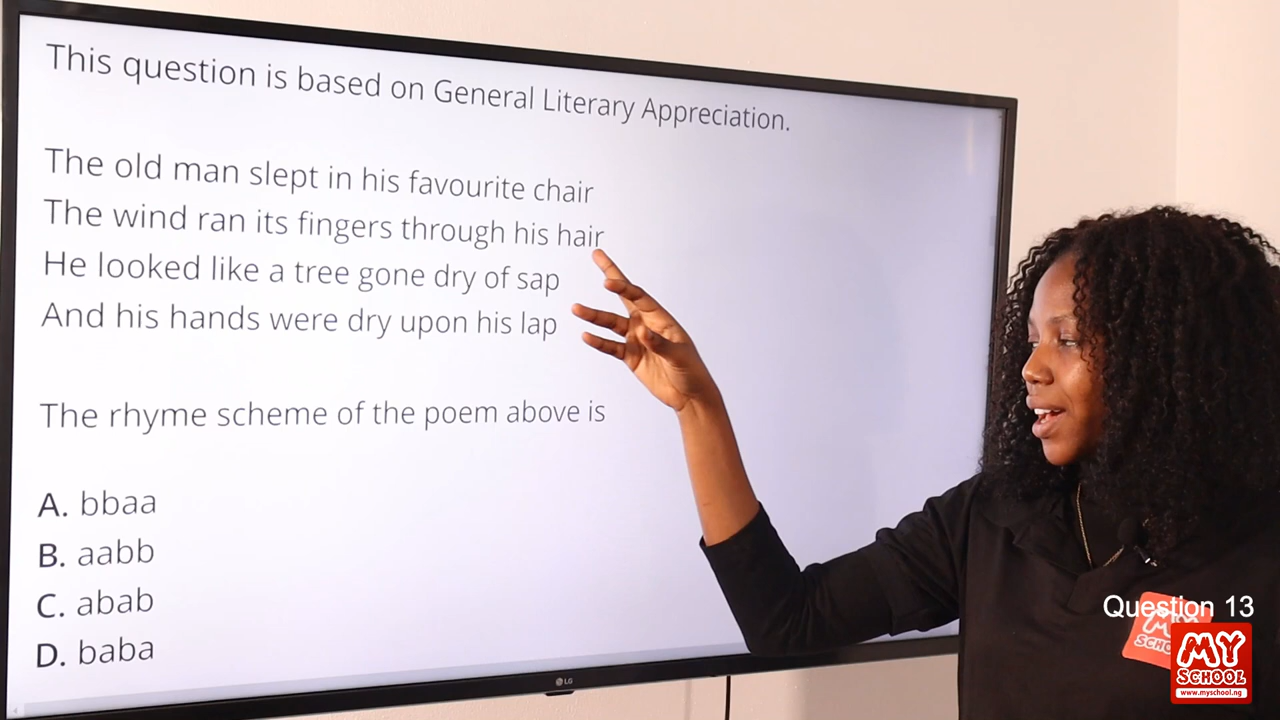 This question is based on General Literary Appreciation.
The old man slept in his favourite chair
The wind ran its fingers through his hair
He looked like a tree gone dry of sap
And his hands were dry upon his lap
The rhyme scheme of the poem above is
A. bbaa
B. aabb
C. abab
D. baba
LG
Question 13
MY
SCHOOL
www.myschool.ng